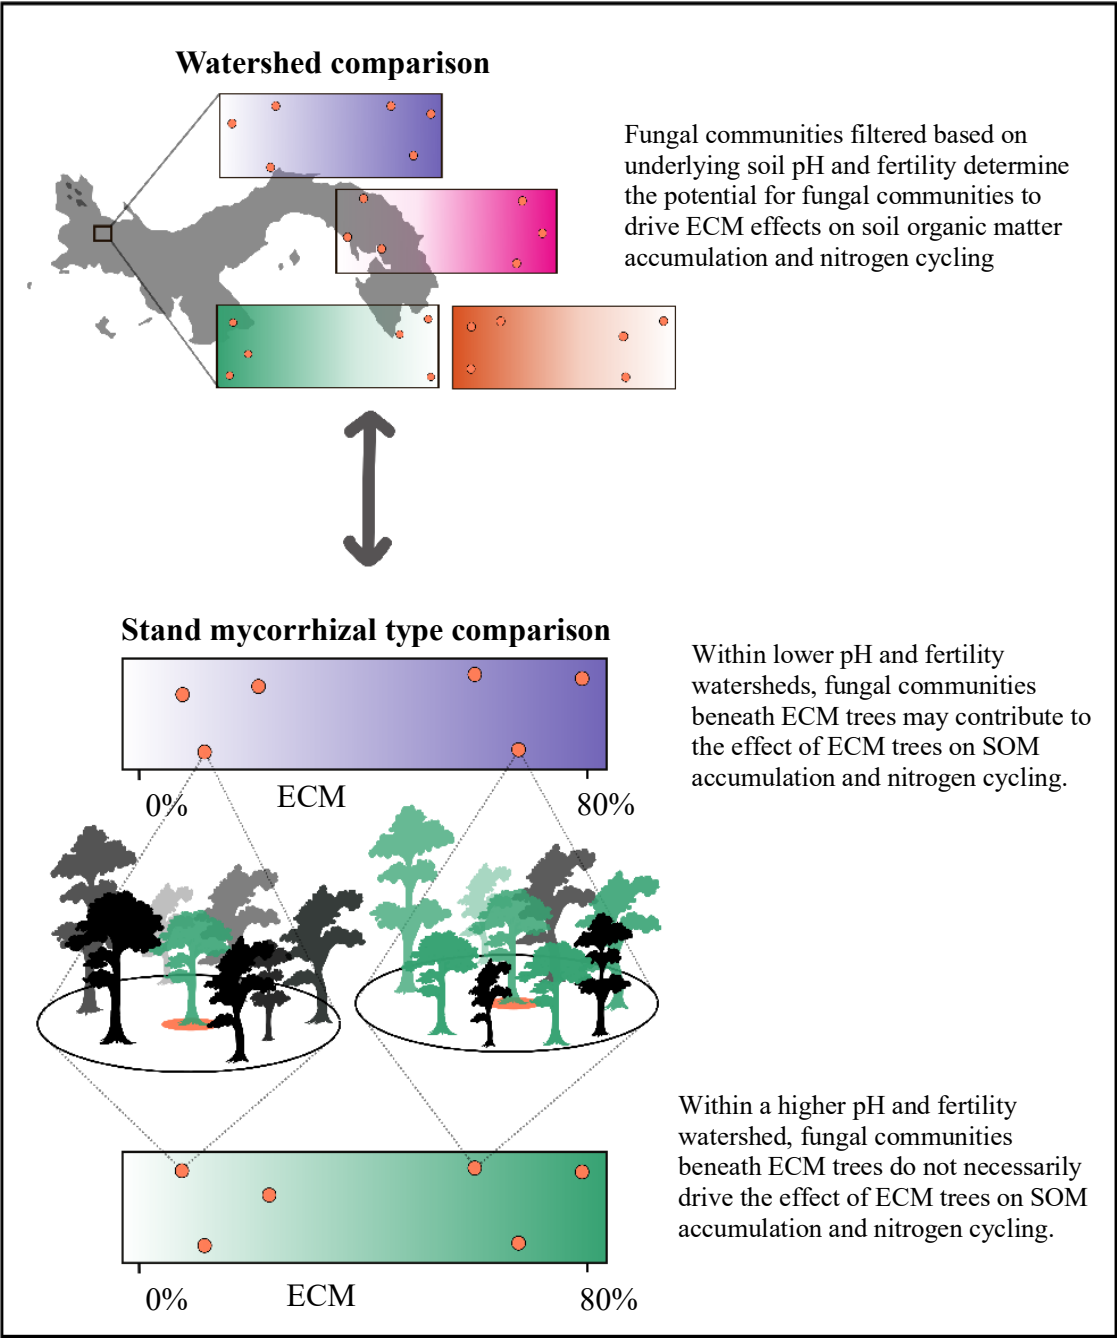 Watershed comparison
Fungal communities filtered based on
underlying soil pH and fertility determine
the potential for fungal communities to
drive ECM effects on soil organic matter
accumulation and nitrogen cycling
Stand mycorrhizal type comparison
Within lower pH and fertility
watersheds, fungal communities
beneath ECM trees may contribute to
the effect of ECM trees on SOM
accumulation and nitrogen cycling.
0% ECM 80%
Within a higher pH and fertility
watershed, fungal communities
beneath ECM trees do not necessarily
drive the effect of ECM trees on SOM
accumulation and nitrogen cycling.
0% ECM 80%